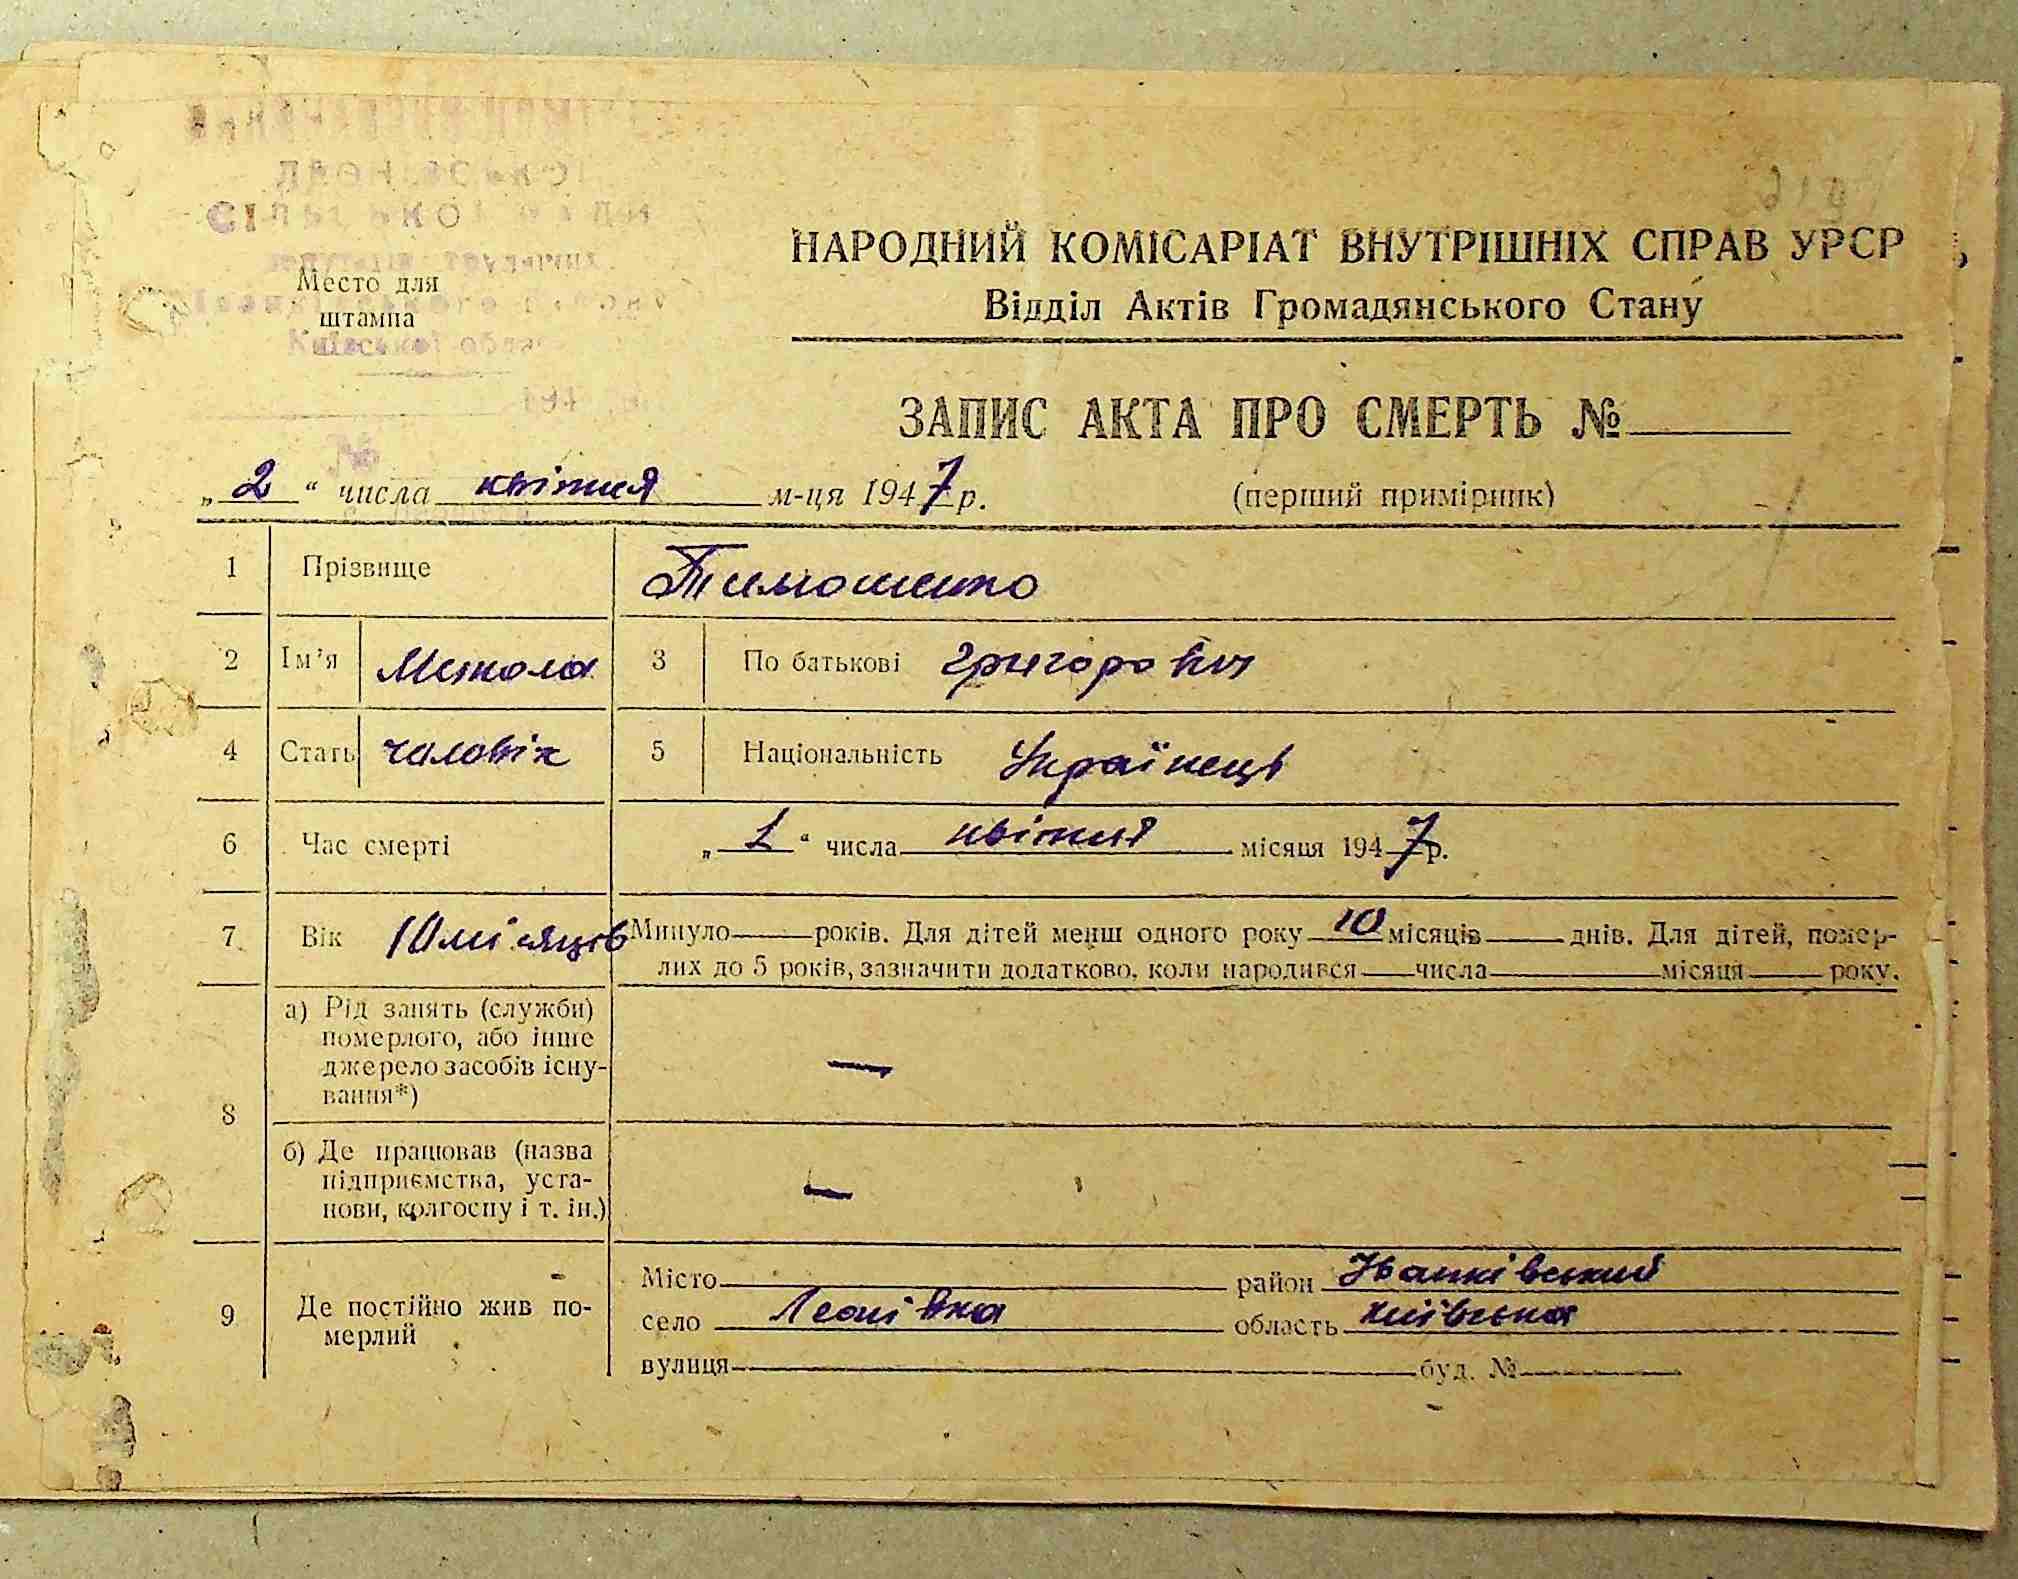 СІЛЬСЬКОЇ РАДИ
Место для
штампа
Київської
НАРОДНИЙ КОМІСАРІАТ ВНУТРІШНІХ СПРАВ УРСР
Відділ Актів Громадянського Стану
ЗАПИС АКТА ПРО СМЕРТЬ №
„2“ числа квітня м-ця 1947 р. (перший примірник)
1 Прізвище Тимошенко
2 Ім’я Микола 3 По батькові Григорович
4 Стать чоловік 5 Національність Українець
6 Час смерті „1“ числа квітня місяця 1947 р.
7 Вік 10 місяців Минуло років. Для дітей менш одного року 10 місяців днів. Для дітей, помер-
лих до 5 років, зазначити додатково, коли народився числа місяця року.
8 а) Рід занять (служби)
померлого, або інше
джерело засобів існу-
вання*) —
б) Де працював (назва
підприємства, уста-
нови, колгоспу і т. ін.) —
9 Де постійно жив по-
мерлий
Місто район Іванківський
село Леонівка область київська
вулиця буд. №